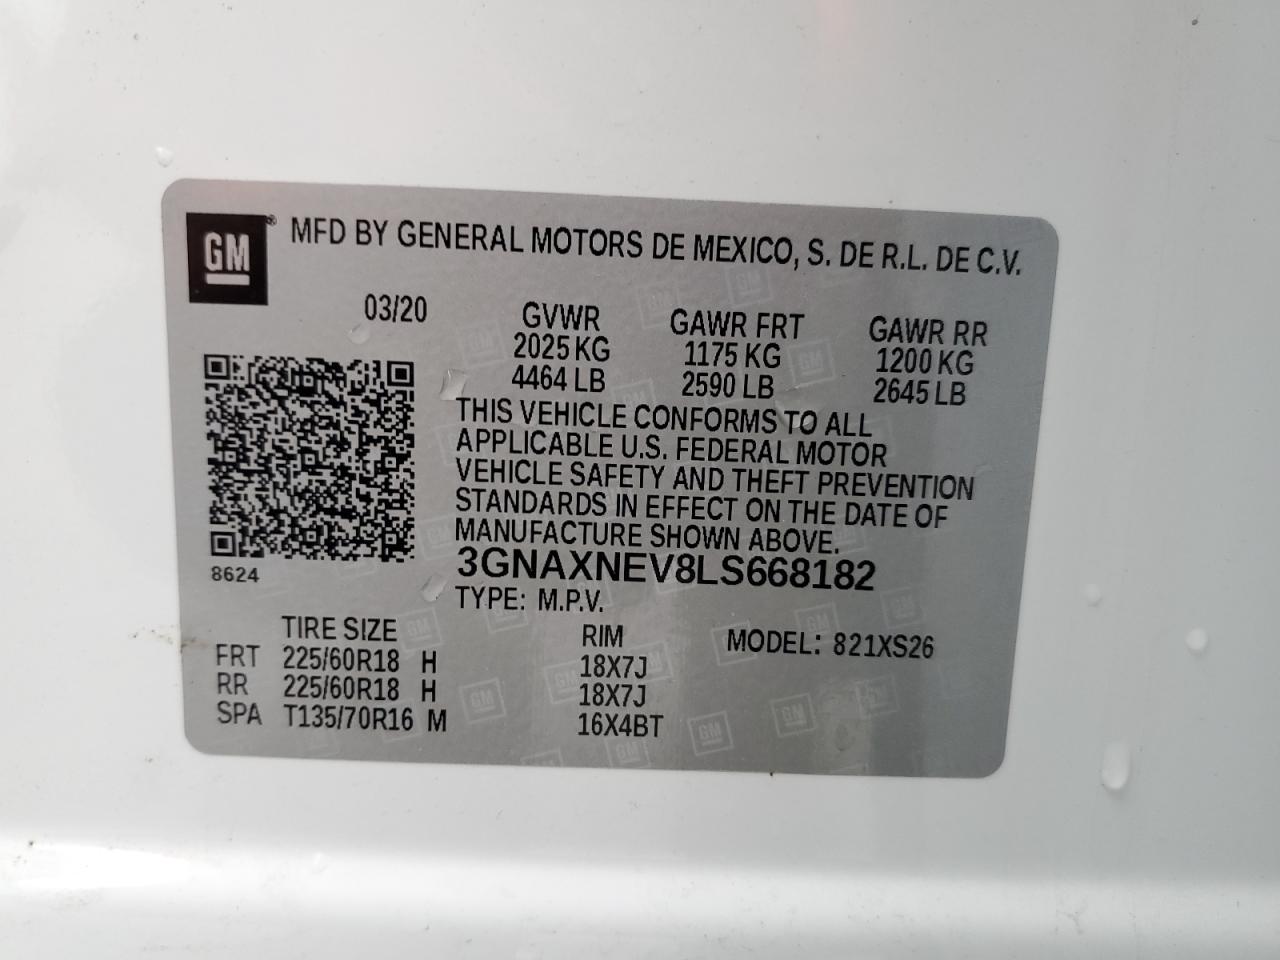 GM® MFD BY GENERAL MOTORS DE MEXICO, S. DE R.L. DE C.V.
03/20 GVWR GAWR FRT GAWR RR
2025 KG 1175 KG 1200 KG
4464 LB 2590 LB 2645 LB
THIS VEHICLE CONFORMS TO ALL
APPLICABLE U.S. FEDERAL MOTOR
VEHICLE SAFETY AND THEFT PREVENTION
STANDARDS IN EFFECT ON THE DATE OF
MANUFACTURE SHOWN ABOVE.
3GNAXNEV8LS668182
8624
TYPE: M.P.V.
TIRE SIZE RIM MODEL: 821XS26
FRT 225/60R18 H 18X7J
RR 225/60R18 H 18X7J
SPA T135/70R16 M 16X4BT